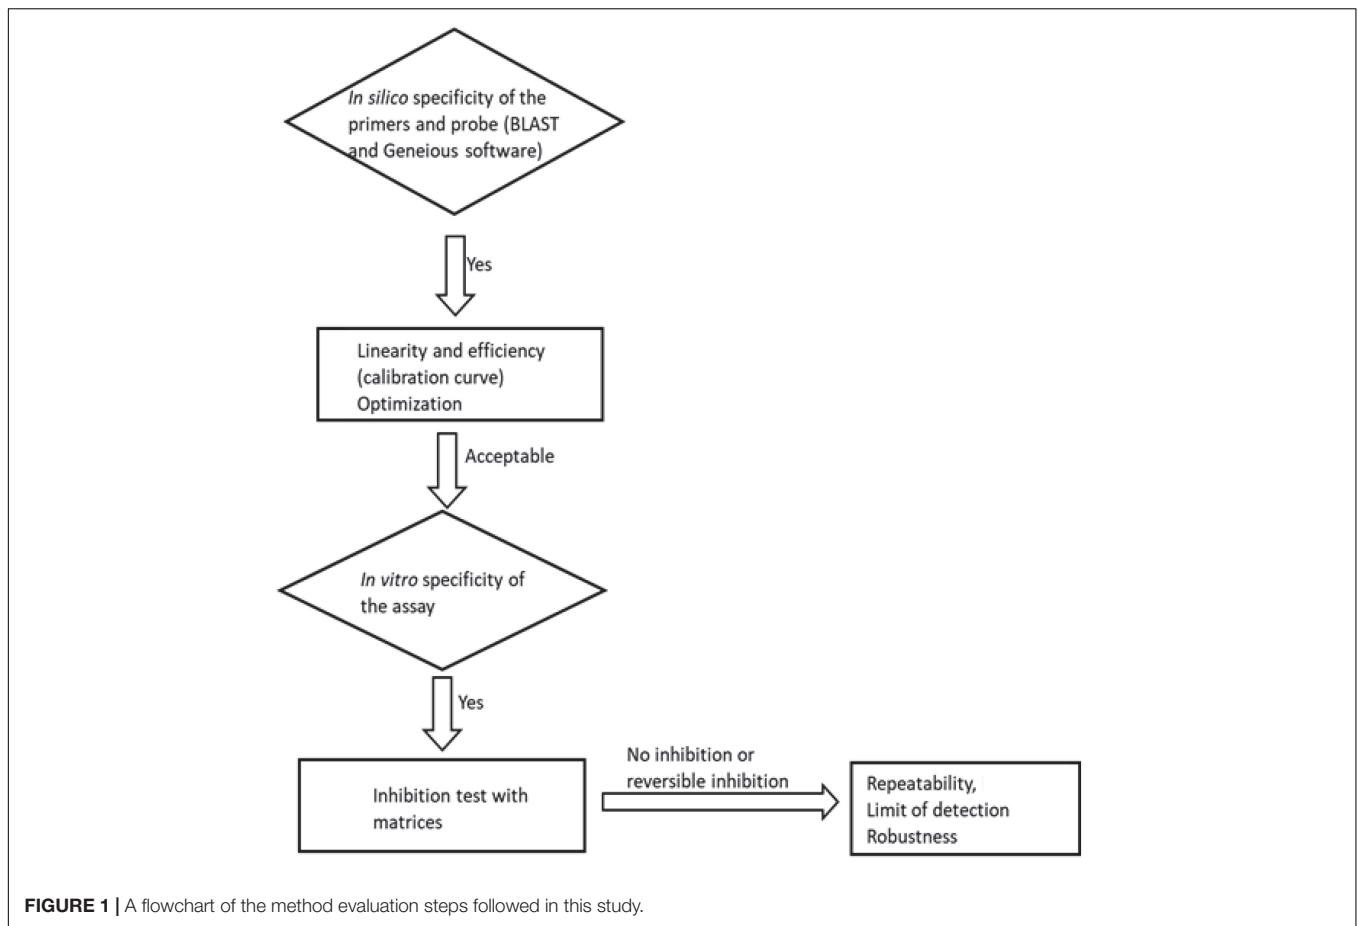 In silico specificity of the
primers and probe (BLAST
and Geneious software)
Yes
Linearity and efficiency
(calibration curve)
Optimization
Acceptable
In vitro specificity of
the assay
Yes
Inhibition test with
matrices
No inhibition or
reversible inhibition
Repeatability,
Limit of detection
Robustness
FIGURE 1 | A flowchart of the method evaluation steps followed in this study.